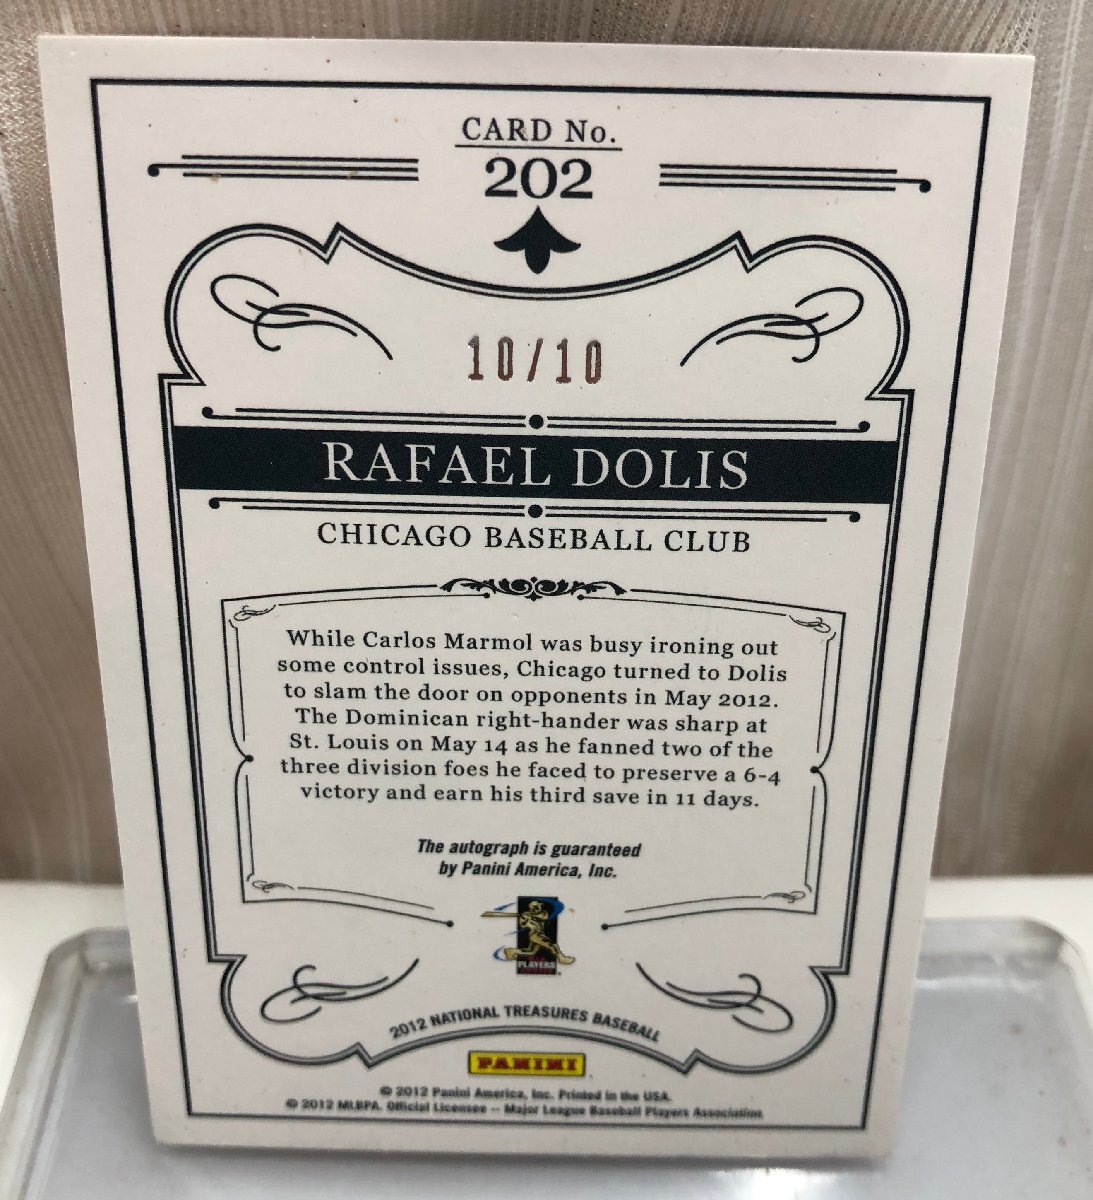 CARD No.
202
10/10
RAFAEL DOLIS
CHICAGO BASEBALL CLUB
While Carlos Marmol was busy ironing out
some control issues, Chicago turned to Dolis
to slam the door on opponents in May 2012.
The Dominican right-hander was sharp at
St. Louis on May 14 as he fanned two of the
three division foes he faced to preserve a 6-4
victory and earn his third save in 11 days.
The autograph is guaranteed
by Panini America, Inc.
PLAYERS
2012 NATIONAL TREASURES BASEBALL
PANINI
© 2012 Panini America, Inc. Printed in the USA.
© 2012 MLBPA. Official Licensee – Major League Baseball Players Association